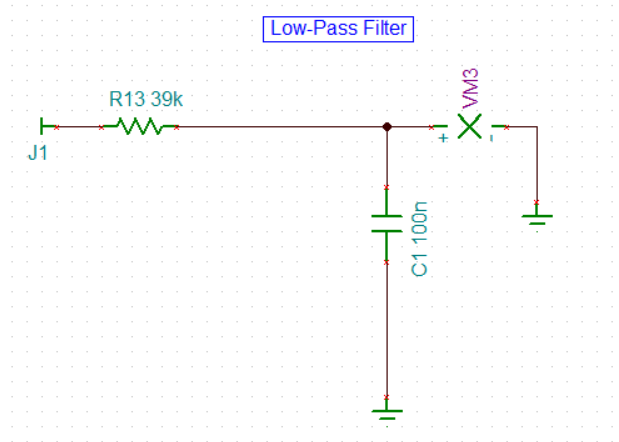 Low-Pass Filter
VM3
R13 39k
J1
+ -
C1 100n